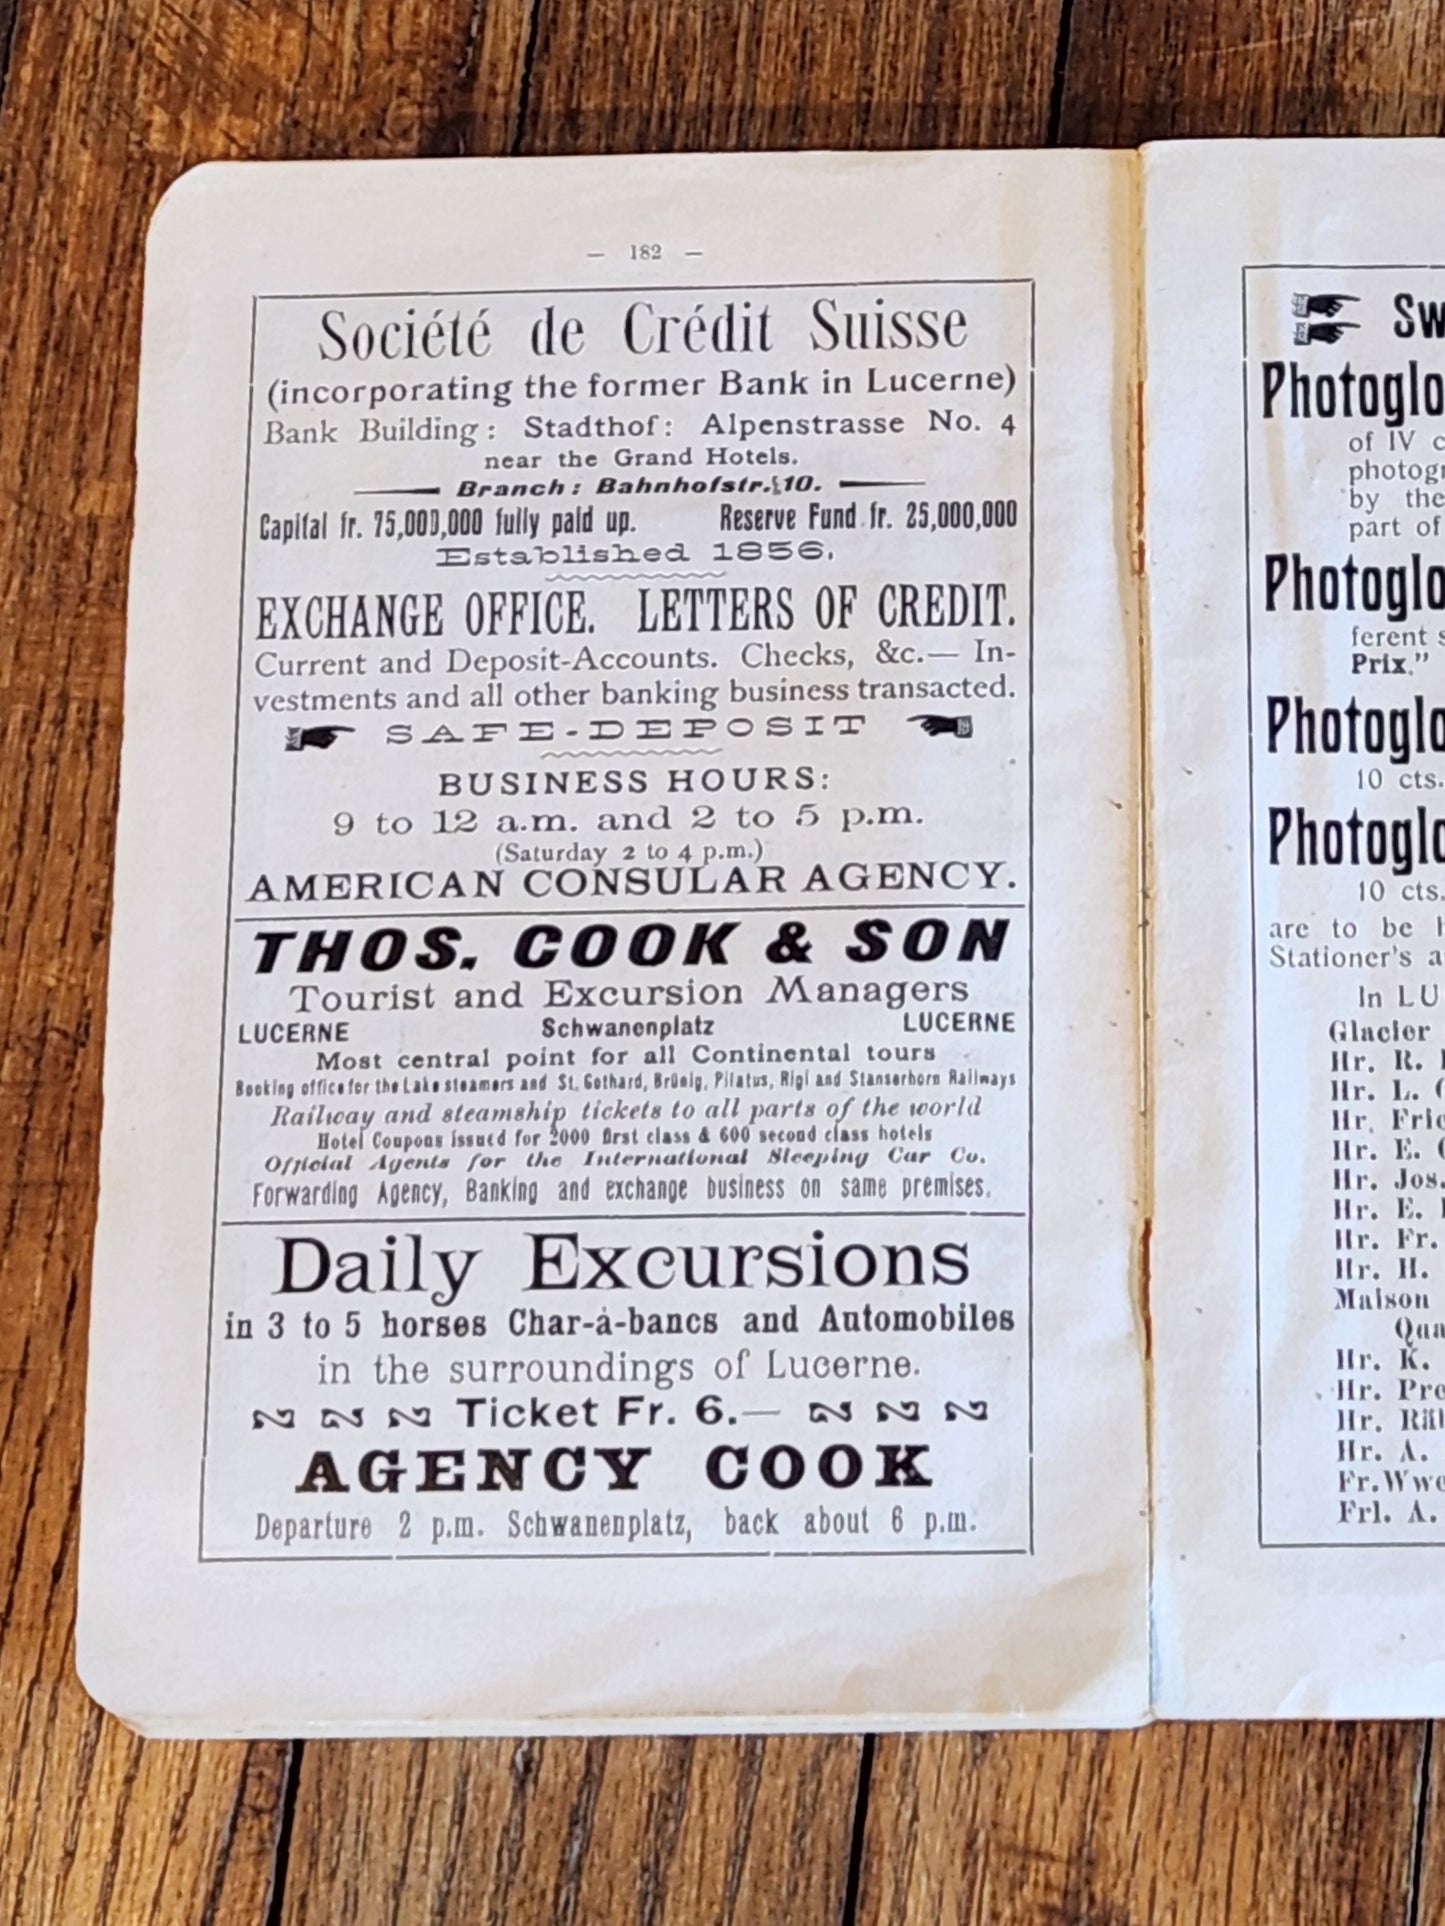 — 182 —
Société de Crédit Suisse
(incorporating the former Bank in Lucerne)
Bank Building: Stadthof: Alpenstrasse No. 4
near the Grand Hotels.
Branch: Bahnhofstr. 10.
Capital fr. 75,000,000 fully paid up. Reserve Fund fr. 25,000,000
Established 1856.
EXCHANGE OFFICE. LETTERS OF CREDIT.
Current and Deposit-Accounts. Checks, &c.— In-
vestments and all other banking business transacted.
SAFE-DEPOSIT
BUSINESS HOURS:
9 to 12 a.m. and 2 to 5 p.m.
(Saturday 2 to 4 p.m.)
AMERICAN CONSULAR AGENCY.
THOS. COOK & SON
Tourist and Excursion Managers
LUCERNE Schwanenplatz LUCERNE
Most central point for all Continental tours
Booking office for the Lake steamers and St. Gothard, Brünig, Pilatus, Rigi and Stanserhorn Railways
Railway and steamship tickets to all parts of the world
Hotel Coupons issued for 2000 first class & 600 second class hotels
Official Agents for the International Sleeping Car Co.
Forwarding Agency, Banking and exchange business on same premises.
Daily Excursions
in 3 to 5 horses Char-à-bancs and Automobiles
in the surroundings of Lucerne.
Ticket Fr. 6.—
AGENCY COOK
Departure 2 p.m. Schwanenplatz, back about 6 p.m.
Sw
Photoglo
of IV c
photogr
by the
part of
Photoglo
ferent s
Prix."
Photoglo
10 cts.
Photoglo
10 cts.
are to be h
Stationer's a
In LU
Glacier
Hr. R.
Hr. L.
Hr. Frie
Hr. E.
Hr. Jos.
Hr. E.
Hr. Fr.
Hr. H.
Maison
Qua
Hr. K.
Hr. Pro
Hr. Räl
Hr. A.
Fr. Wwe
Frl. A.